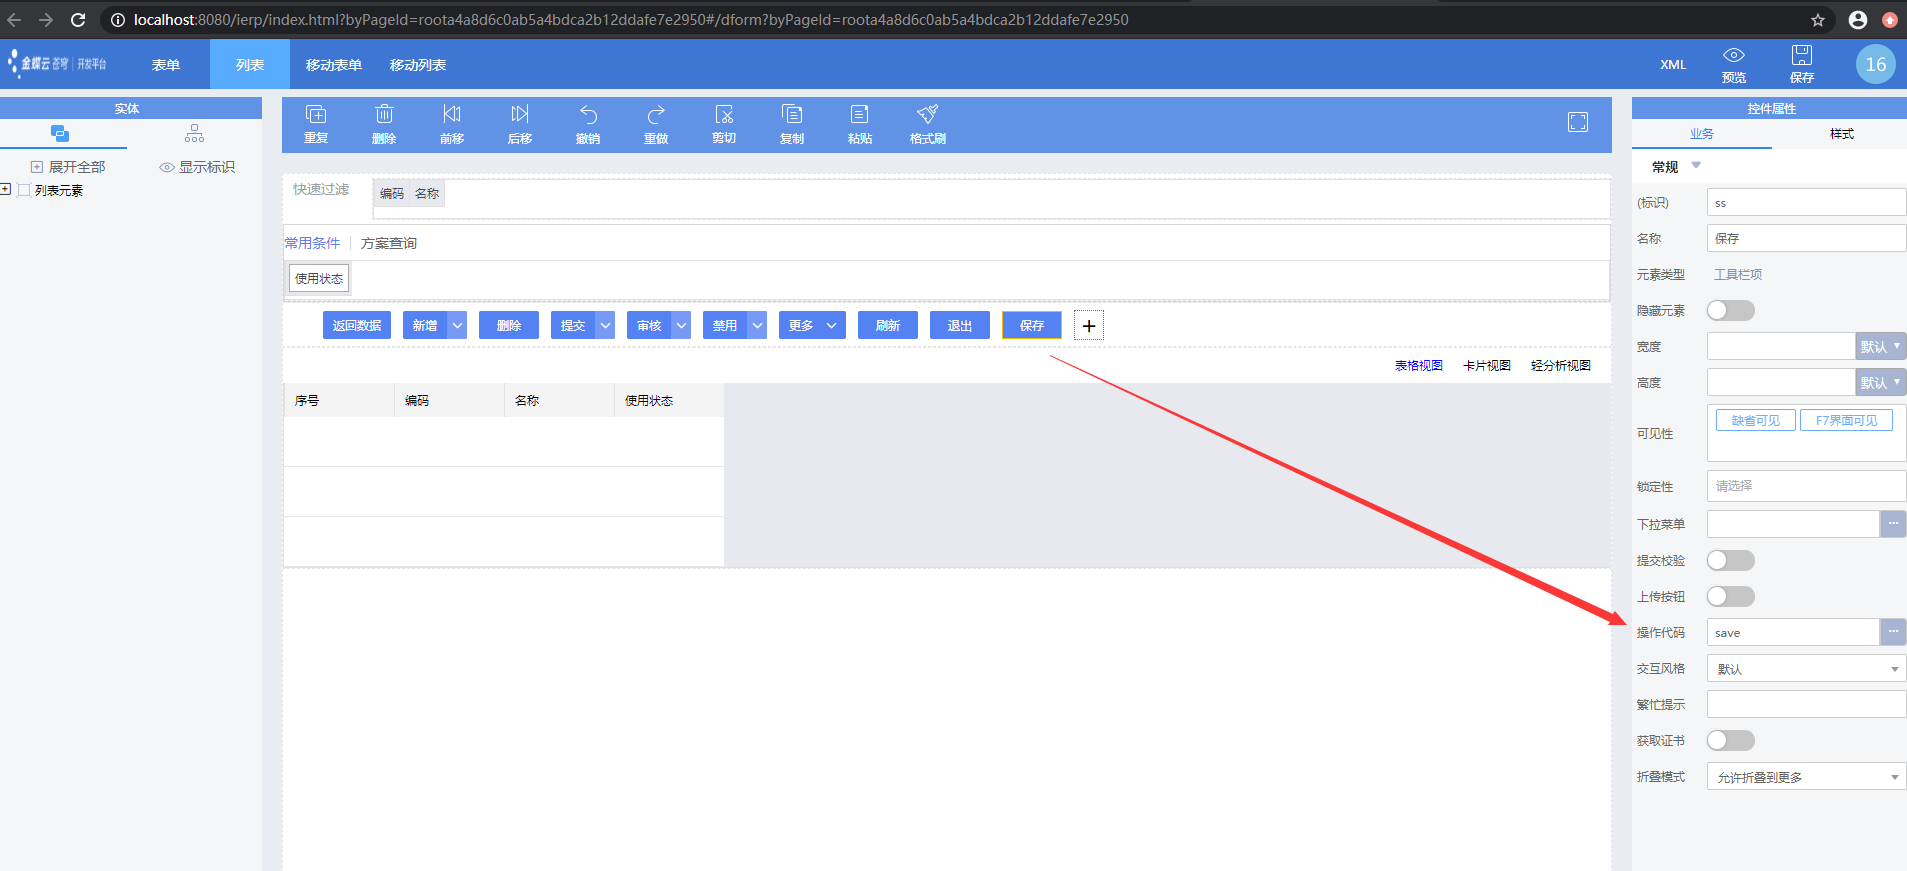 localhost:8080/ierp/index.html?byPageId=roota4a8d6c0ab5a4bdca2b12ddafe7e2950#/dform?byPageId=roota4a8d6c0ab5a4bdca2b12ddafe7e2950
金蝶云 苍穹 | 开发平台 表单 列表 移动表单 移动列表 XML 预览 保存 16
实体
展开全部 显示标识
列表元素
重复 删除 前移 后移 撤销 重做 剪切 复制 粘贴 格式刷
快速过滤 编码 名称
常用条件 方案查询
使用状态
返回数据 新增 删除 提交 审核 禁用 更多 刷新 退出 保存 +
表格视图 卡片视图 轻分析视图
序号 编码 名称 使用状态
控件属性
业务 样式
常规
(标识) ss
名称 保存
元素类型 工具栏项
隐藏元素
宽度 默认
高度 默认
可见性 缺省可见 F7界面可见
锁定性 请选择
下拉菜单 ...
提交校验
上传按钮
操作代码 save ...
交互风格 默认
繁忙提示
获取证书
折叠模式 允许折叠到更多